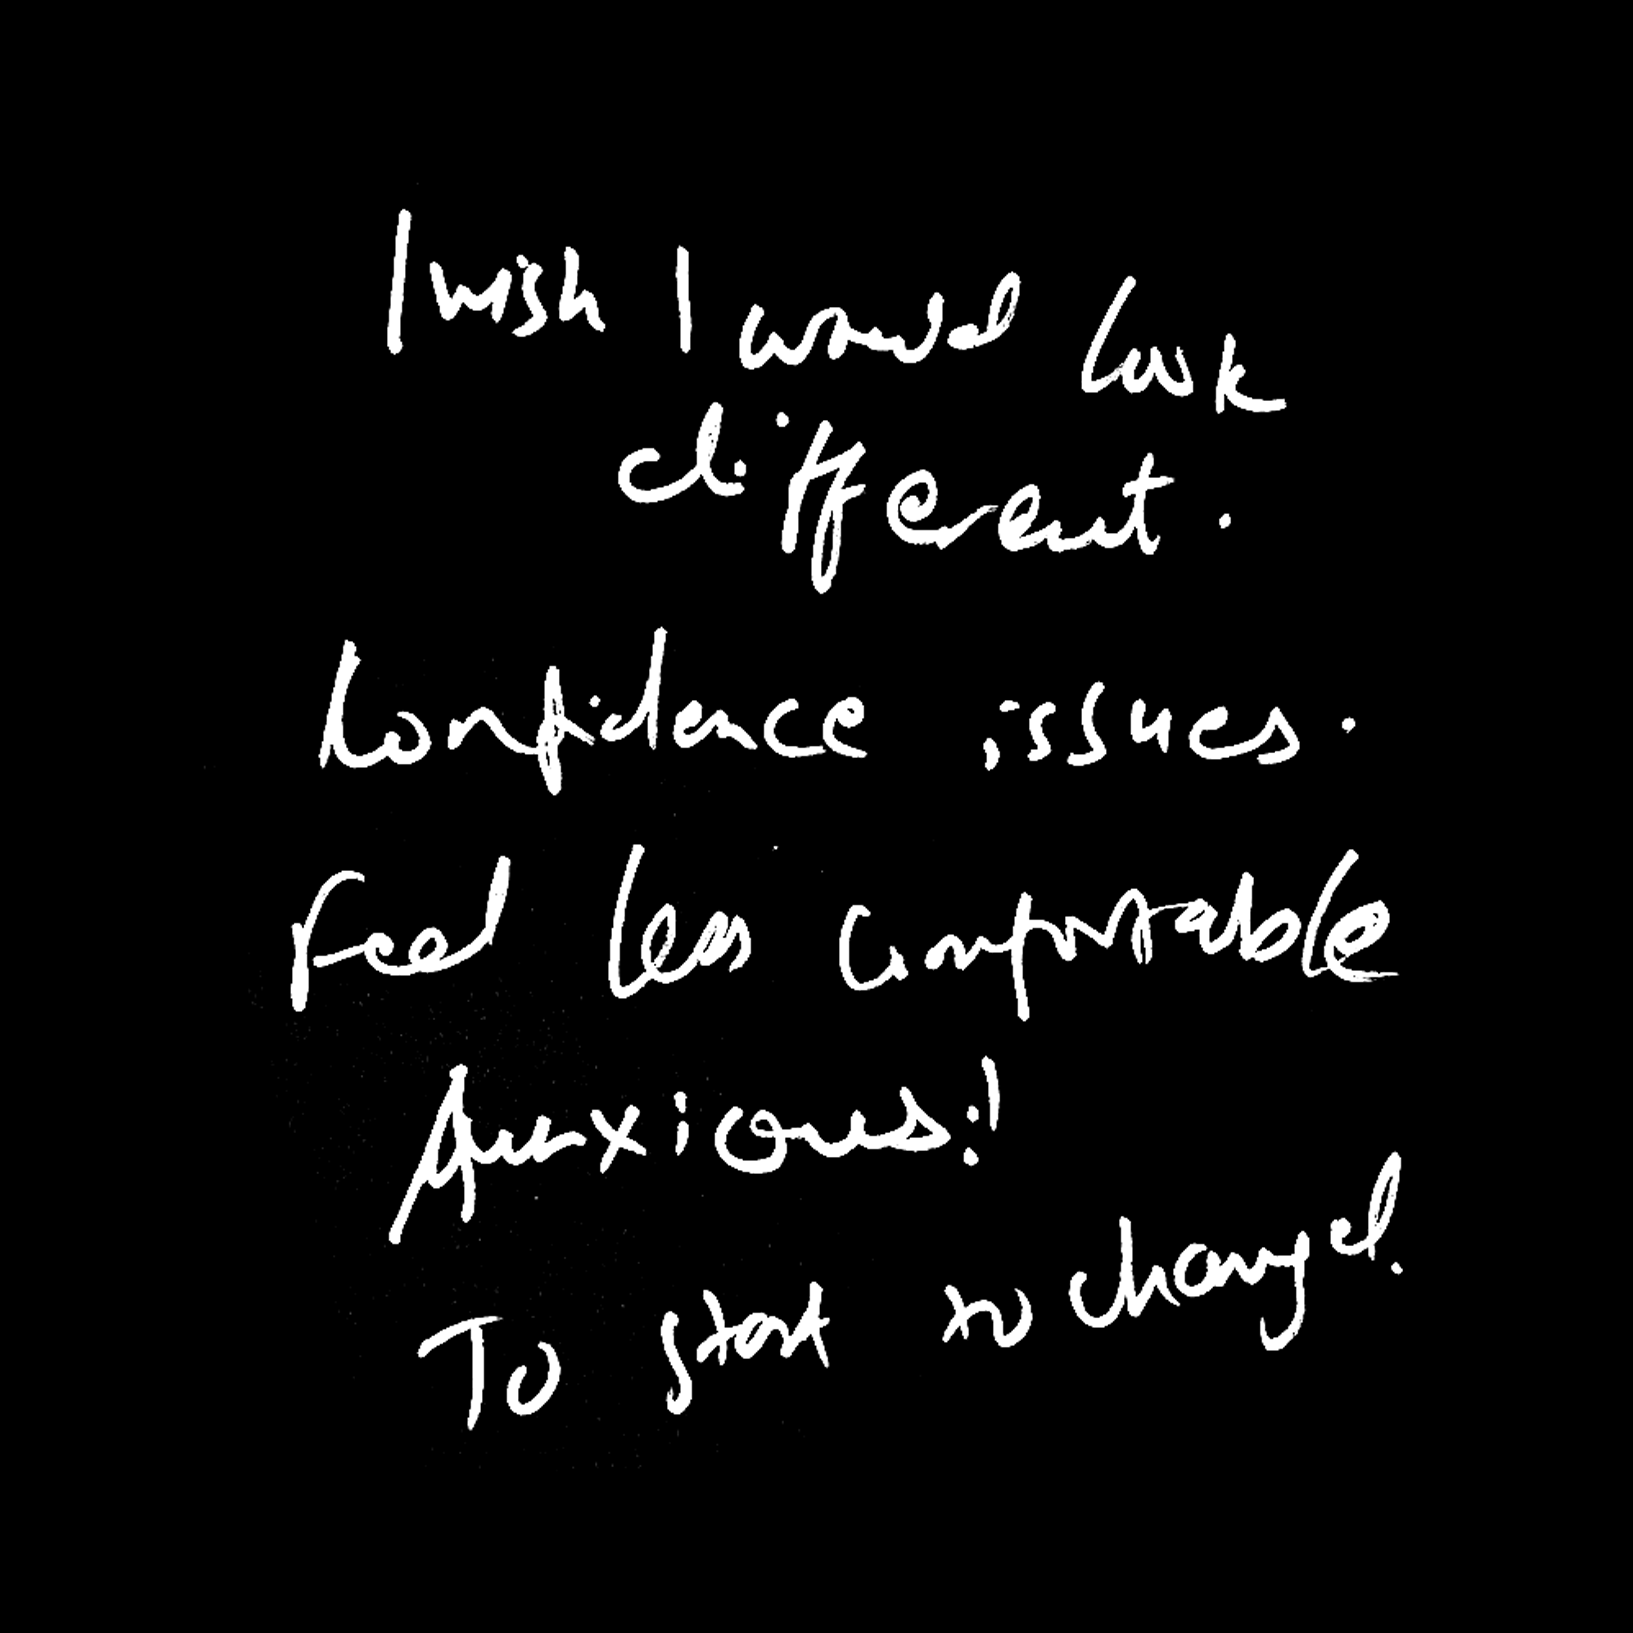 I wish I would look
different.
Confidence issues.
Feel less comfortable
Anxious!
To start to change!